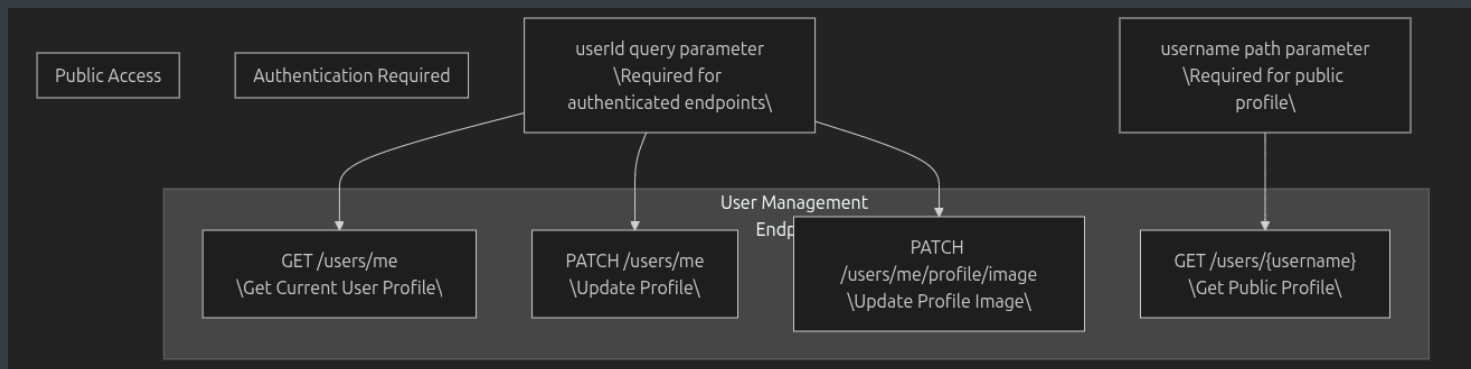 Public Access
Authentication Required
userId query parameter
\Required for
authenticated endpoints\
username path parameter
\Required for public
profile\
User Management
Endp
GET /users/me
\Get Current User Profile\
PATCH /users/me
\Update Profile\
PATCH
/users/me/profile/image
\Update Profile Image\
GET /users/{username}
\Get Public Profile\